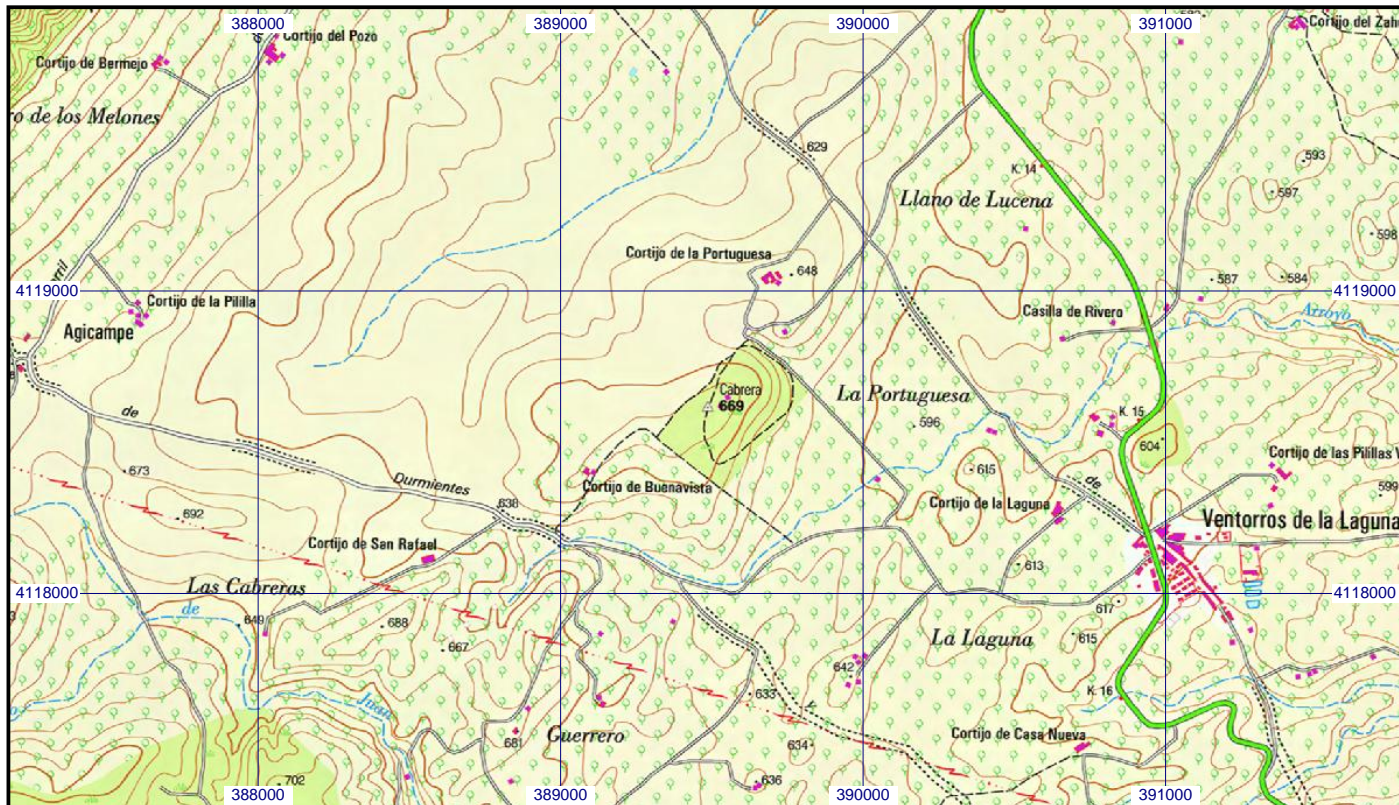 388000
389000
390000
391000
Cortijo del Pozo
Cortijo de Bermejo
o de los Melones
629
K. 14
593
597
598
Llano de Lucena
Cortijo de la Portuguesa
648
587
584
4119000
4119000
Cortijo de la Pililla
Agicampe
Casilla de Rivero
Arroyo
Cabrera
669
La Portuguesa
de
596
K. 15
604
673
692
Durmientes
638
Cortijo de Buenavista
615
Cortijo de la Laguna
de
Cortijo de las Pilillas
599
Ventorros de la Laguna
Cortijo de San Rafael
Las Cabreras
613
4118000
4118000
de
649
688
667
617
615
La Laguna
642
633
K. 16
Juan
681
Guerrero
634
Cortijo de Casa Nueva
702
636
388000
389000
390000
391000